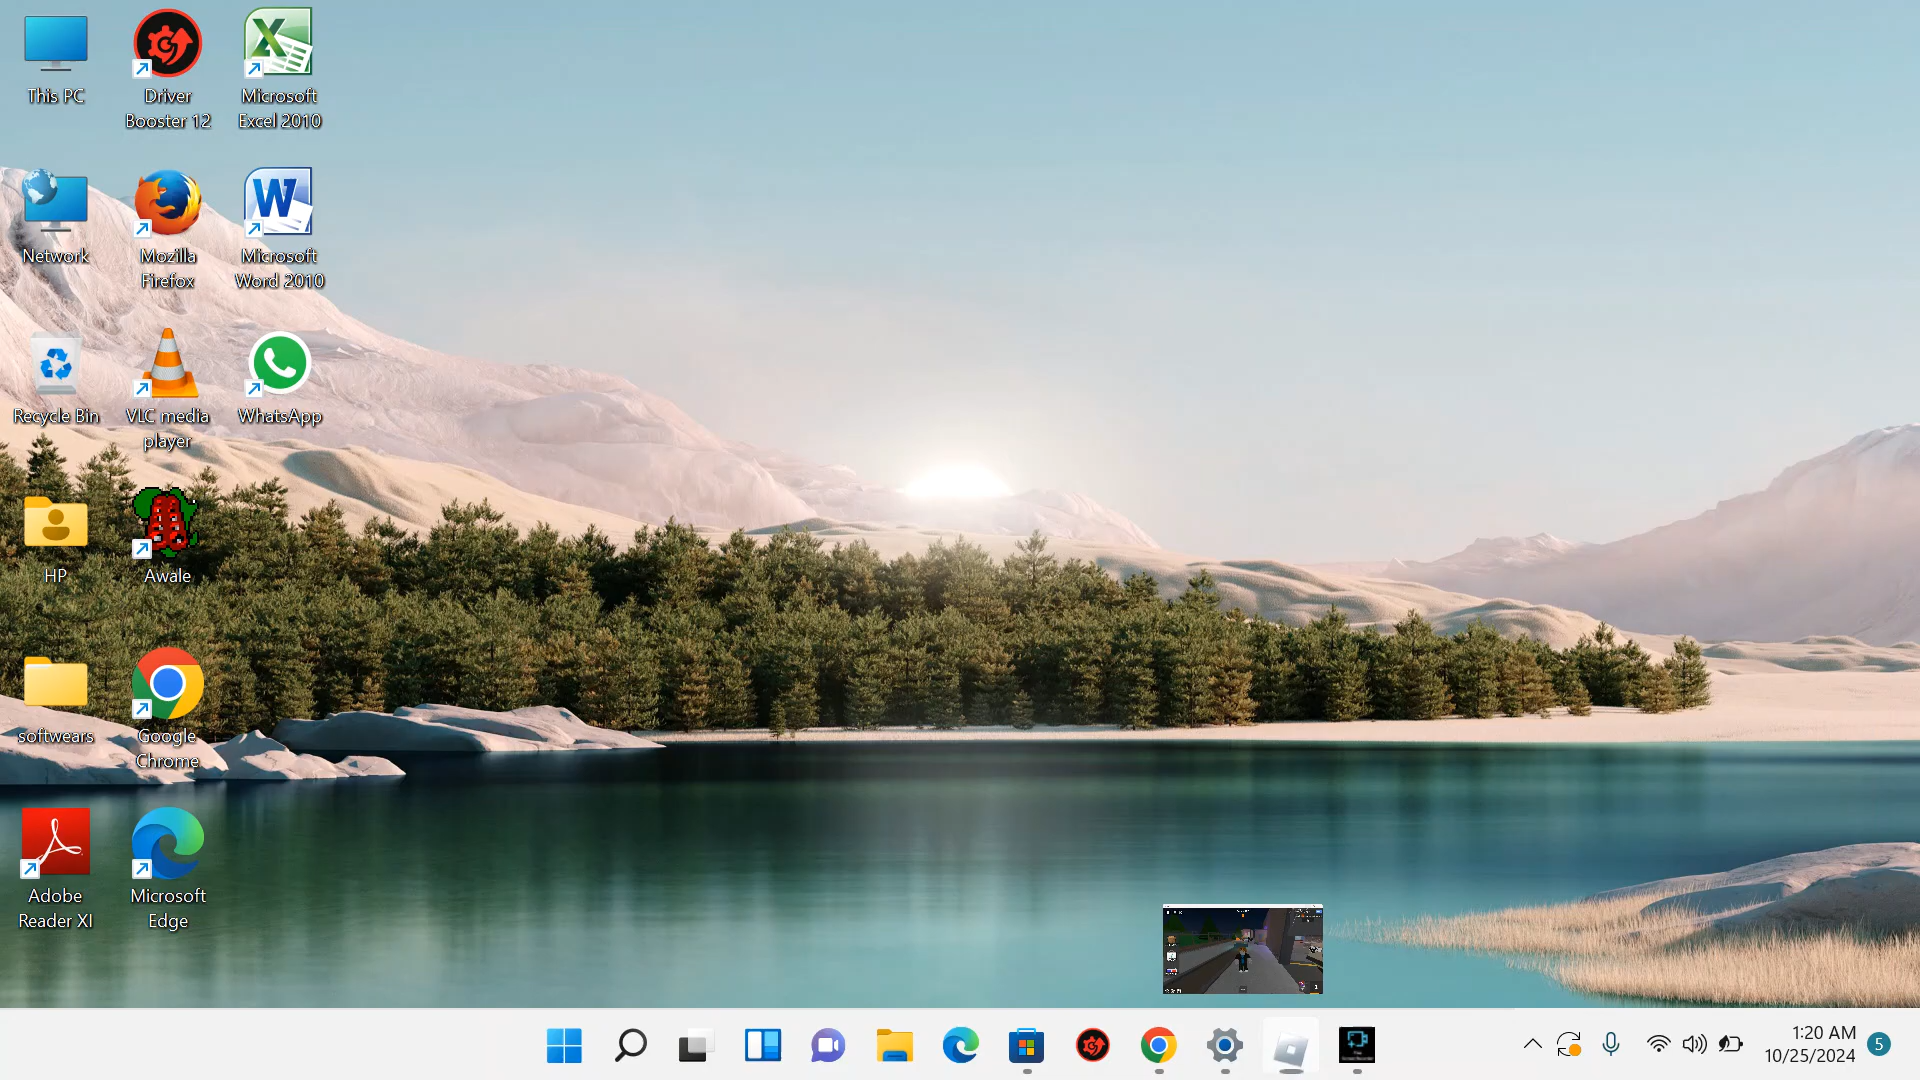 This PC
Driver
Booster 12
Microsoft
Excel 2010
Network
Mozilla
Firefox
Microsoft
Word 2010
Recycle Bin
VLC media
player
WhatsApp
HP
Awale
softwears
Google
Chrome
Adobe
Reader XI
Microsoft
Edge
1:20 AM
10/25/2024
5